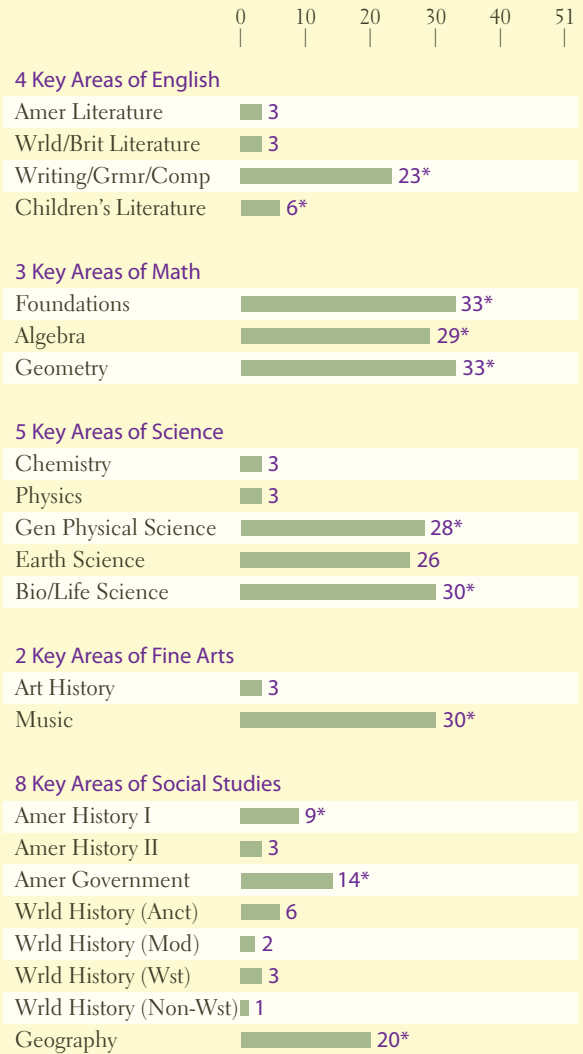 0 10 20 30 40 51
4 Key Areas of English
Amer Literature 3
Wrld/Brit Literature 3
Writing/Grmr/Comp 23*
Children's Literature 6*
3 Key Areas of Math
Foundations 33*
Algebra 29*
Geometry 33*
5 Key Areas of Science
Chemistry 3
Physics 3
Gen Physical Science 28*
Earth Science 26
Bio/Life Science 30*
2 Key Areas of Fine Arts
Art History 3
Music 30*
8 Key Areas of Social Studies
Amer History I 9*
Amer History II 3
Amer Government 14*
Wrld History (Anct) 6
Wrld History (Mod) 2
Wrld History (Wst) 3
Wrld History (Non-Wst) 1
Geography 20*